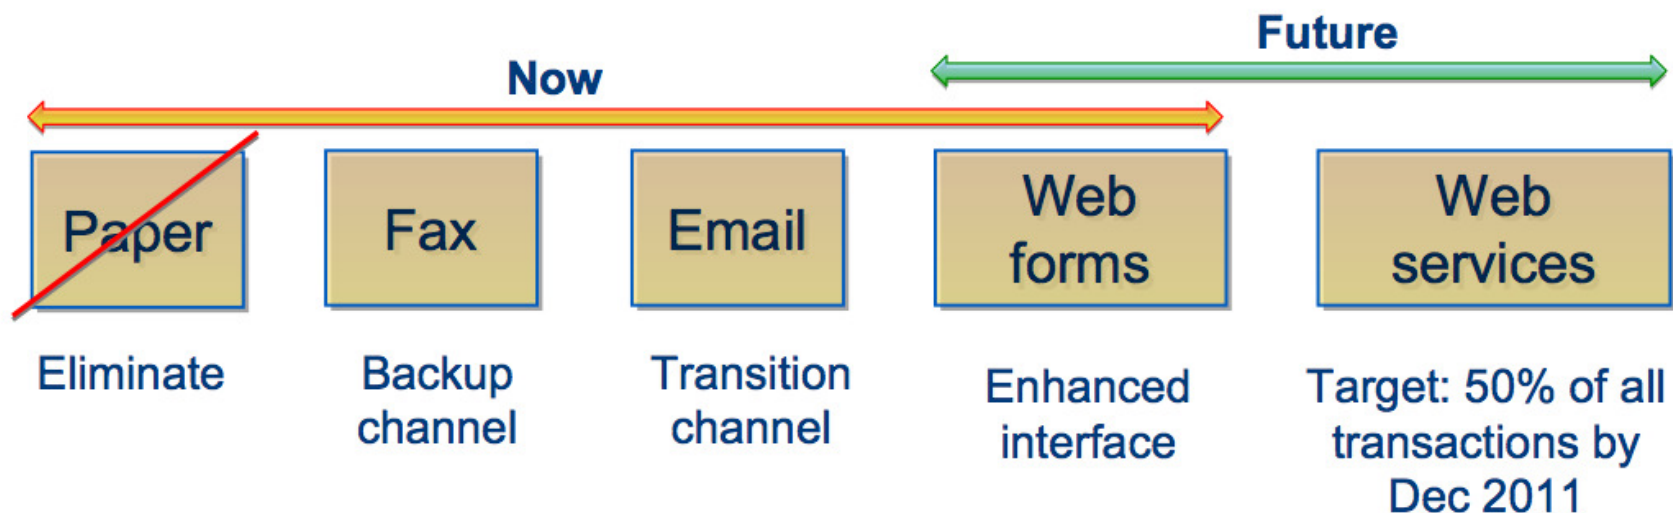 Future
Now
Paper
Fax
Email
Web
forms
Web
services
Eliminate
Backup
channel
Transition
channel
Enhanced
interface
Target: 50% of all
transactions by
Dec 2011